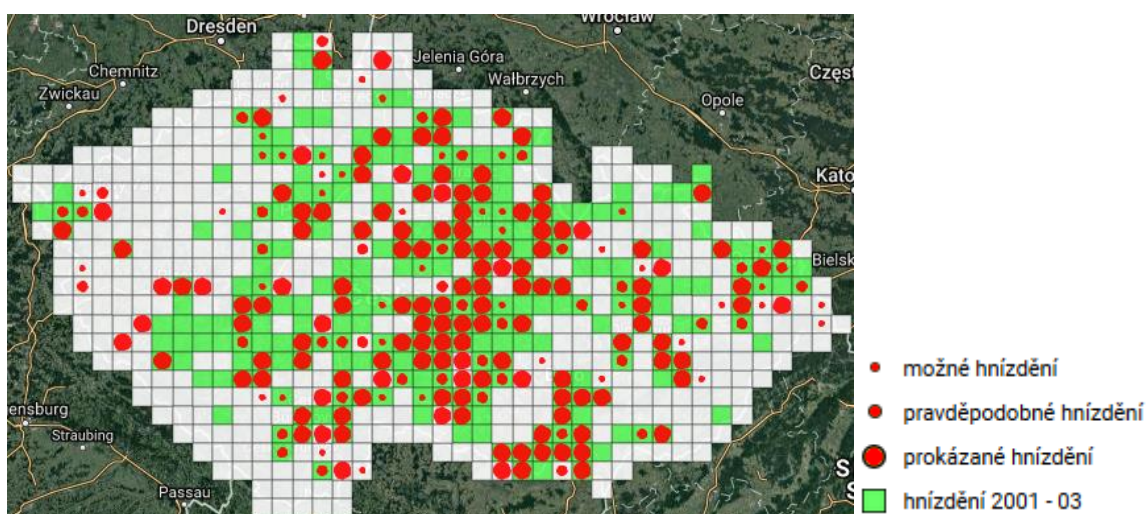 Wrocław
Dresden
Jelenia Góra
Chemnitz
Wałbrzych
Częst
Zwickau
Opole
Kato
Bielsk
ensburg
Straubing
Passau
S
S
možné hnízdění
pravděpodobné hnízdění
prokázané hnízdění
hnízdění 2001 - 03